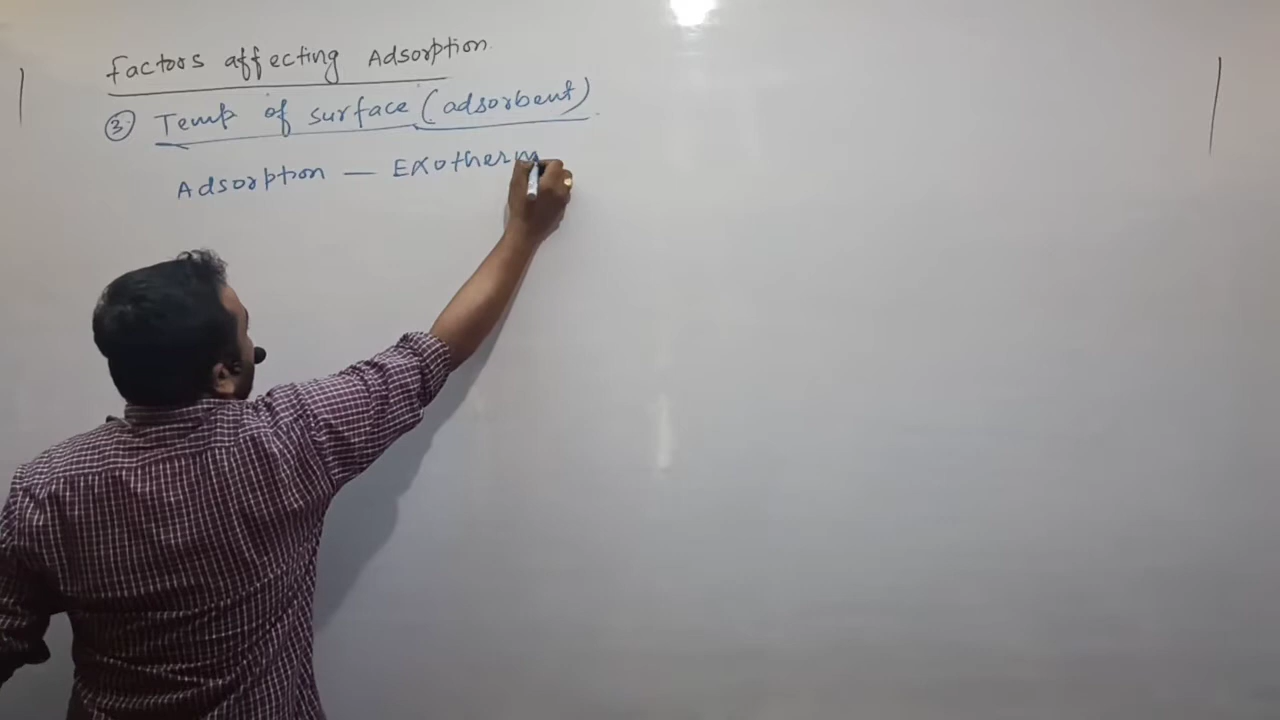 Factors affecting Adsorption.
③ Temp of surface (adsorbent)
Adsorption — Exotherm